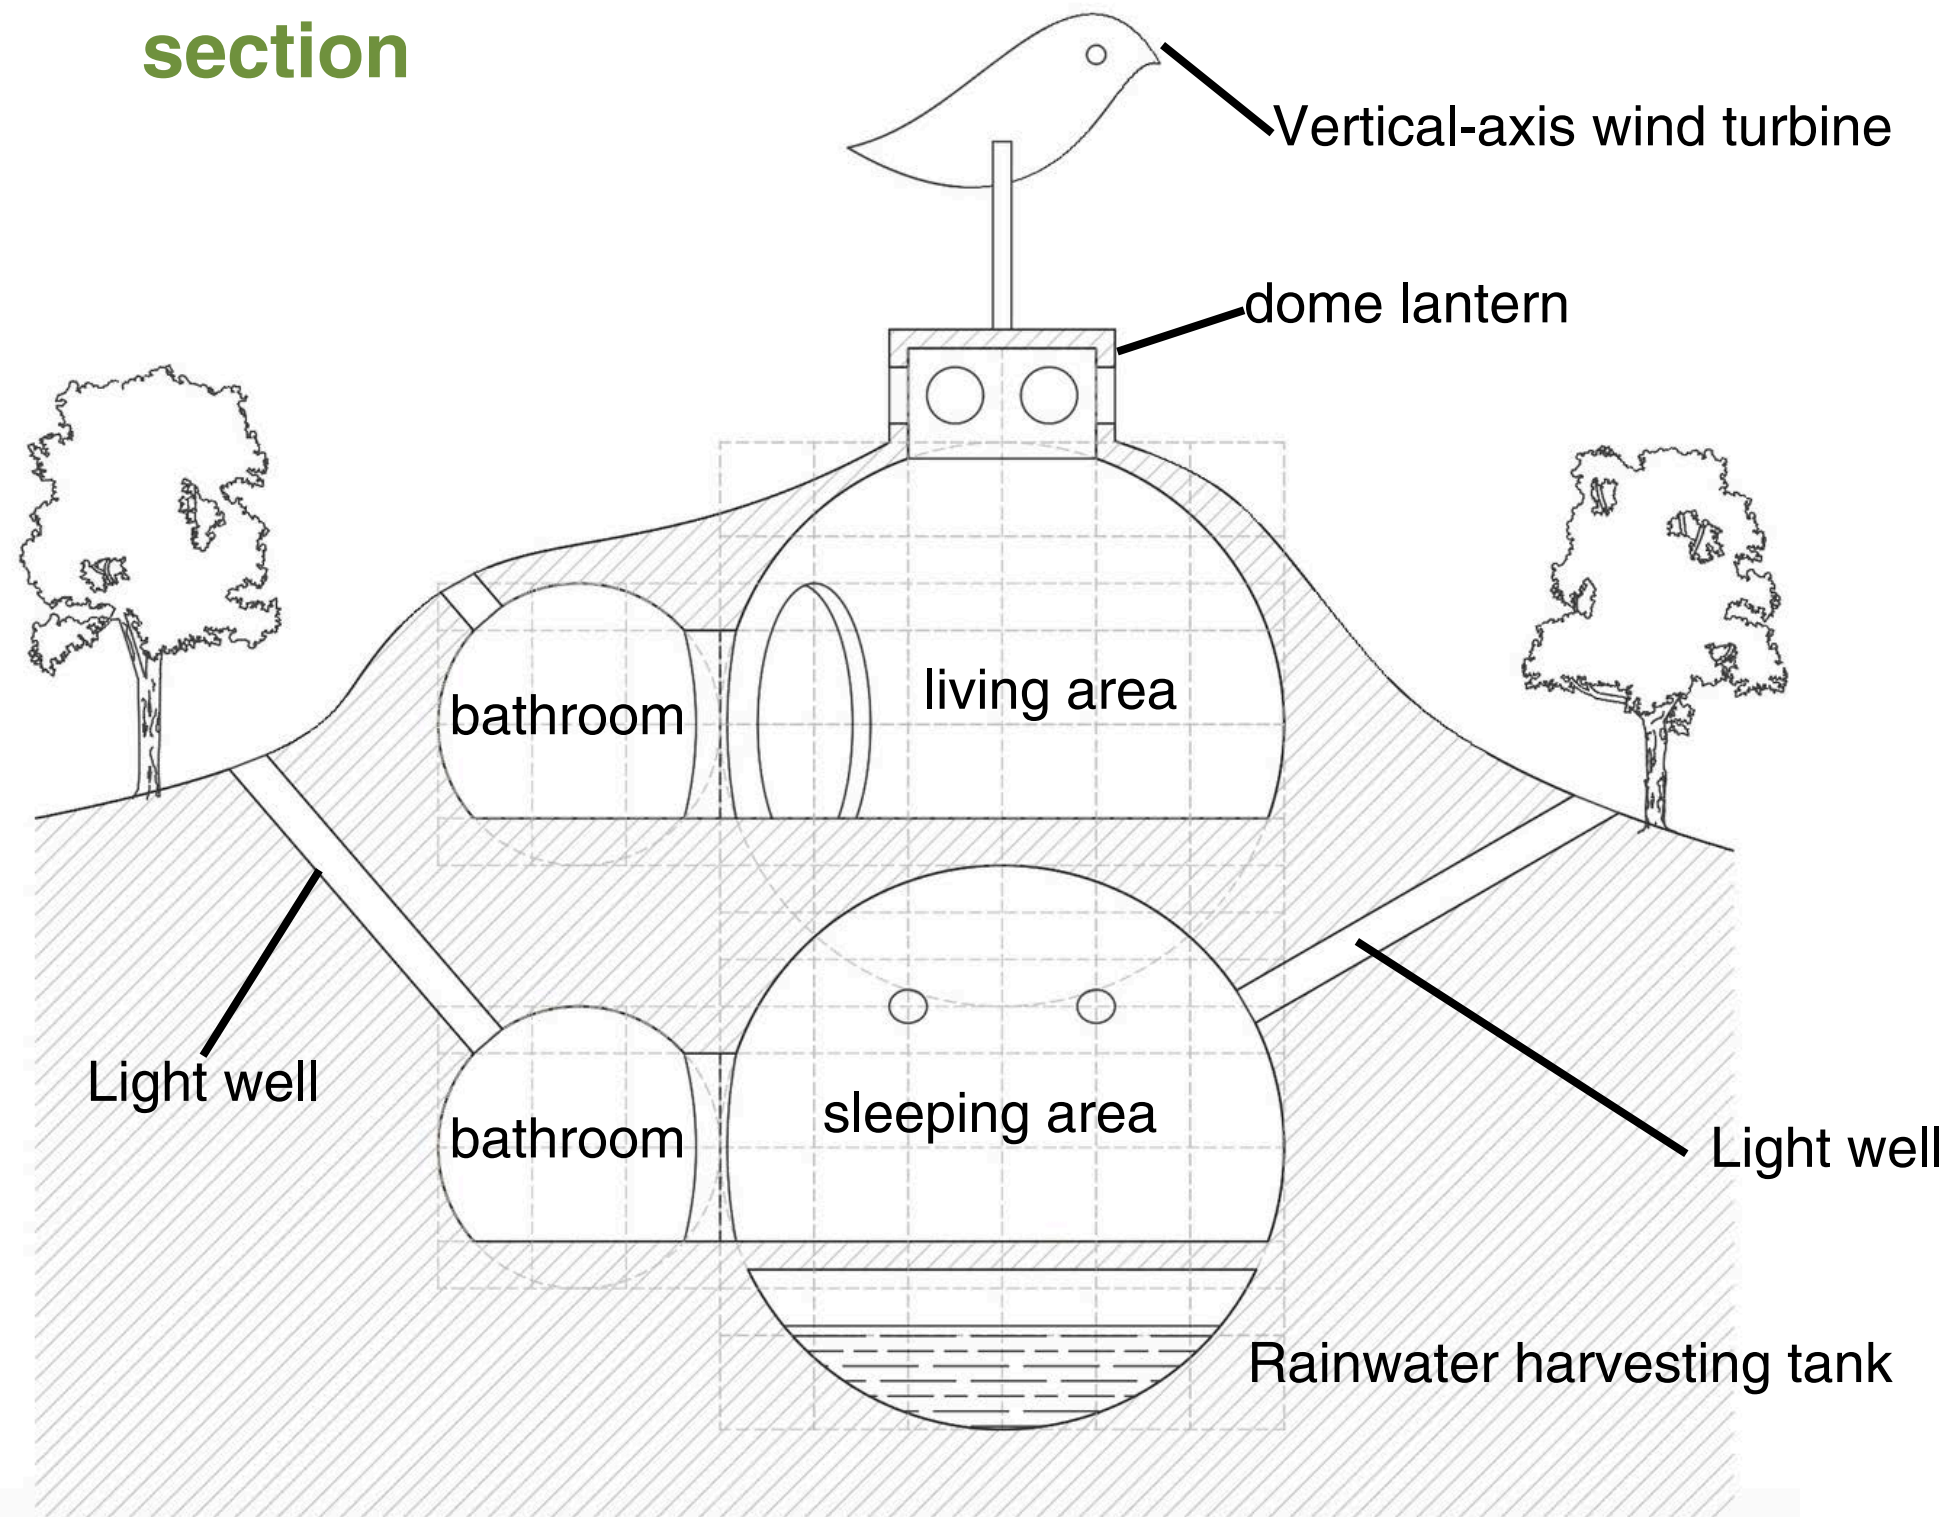 section
Vertical-axis wind turbine
dome lantern
living area
bathroom
Light well
sleeping area
bathroom
Light well
Rainwater harvesting tank